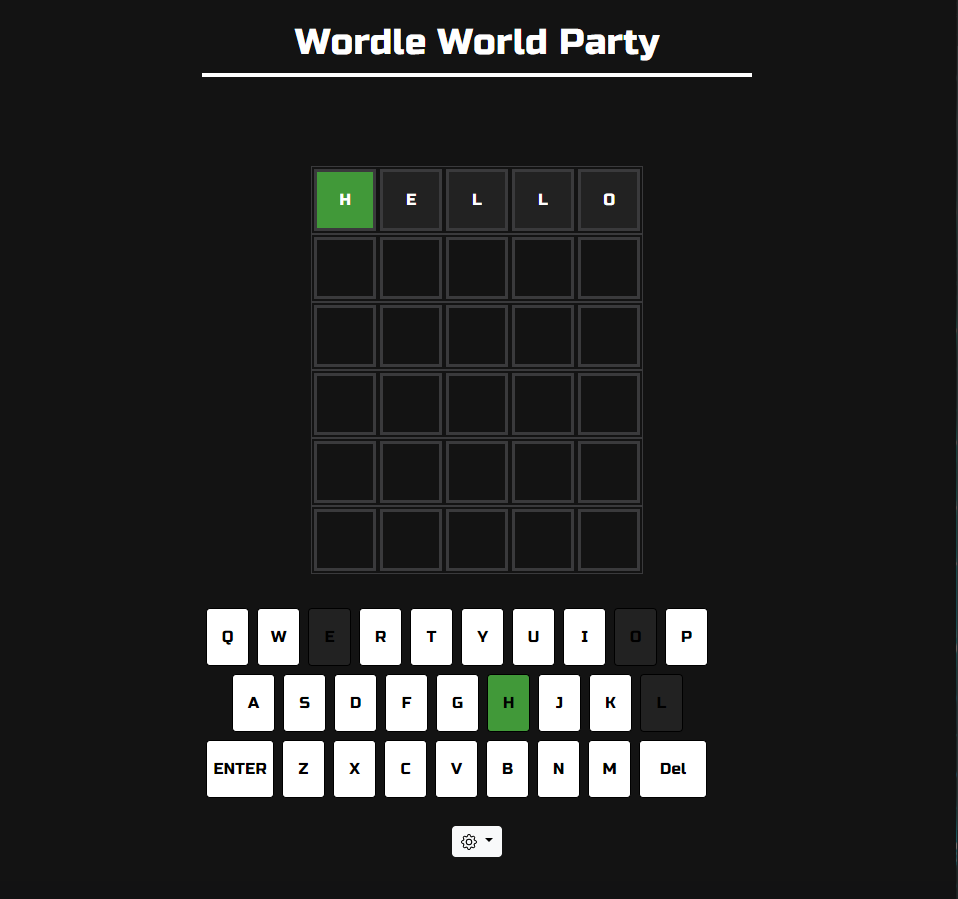 Wordle World Party
H E L L O
Q W E R T Y U I O P
A S D F G H J K L
ENTER Z X C V B N M Del